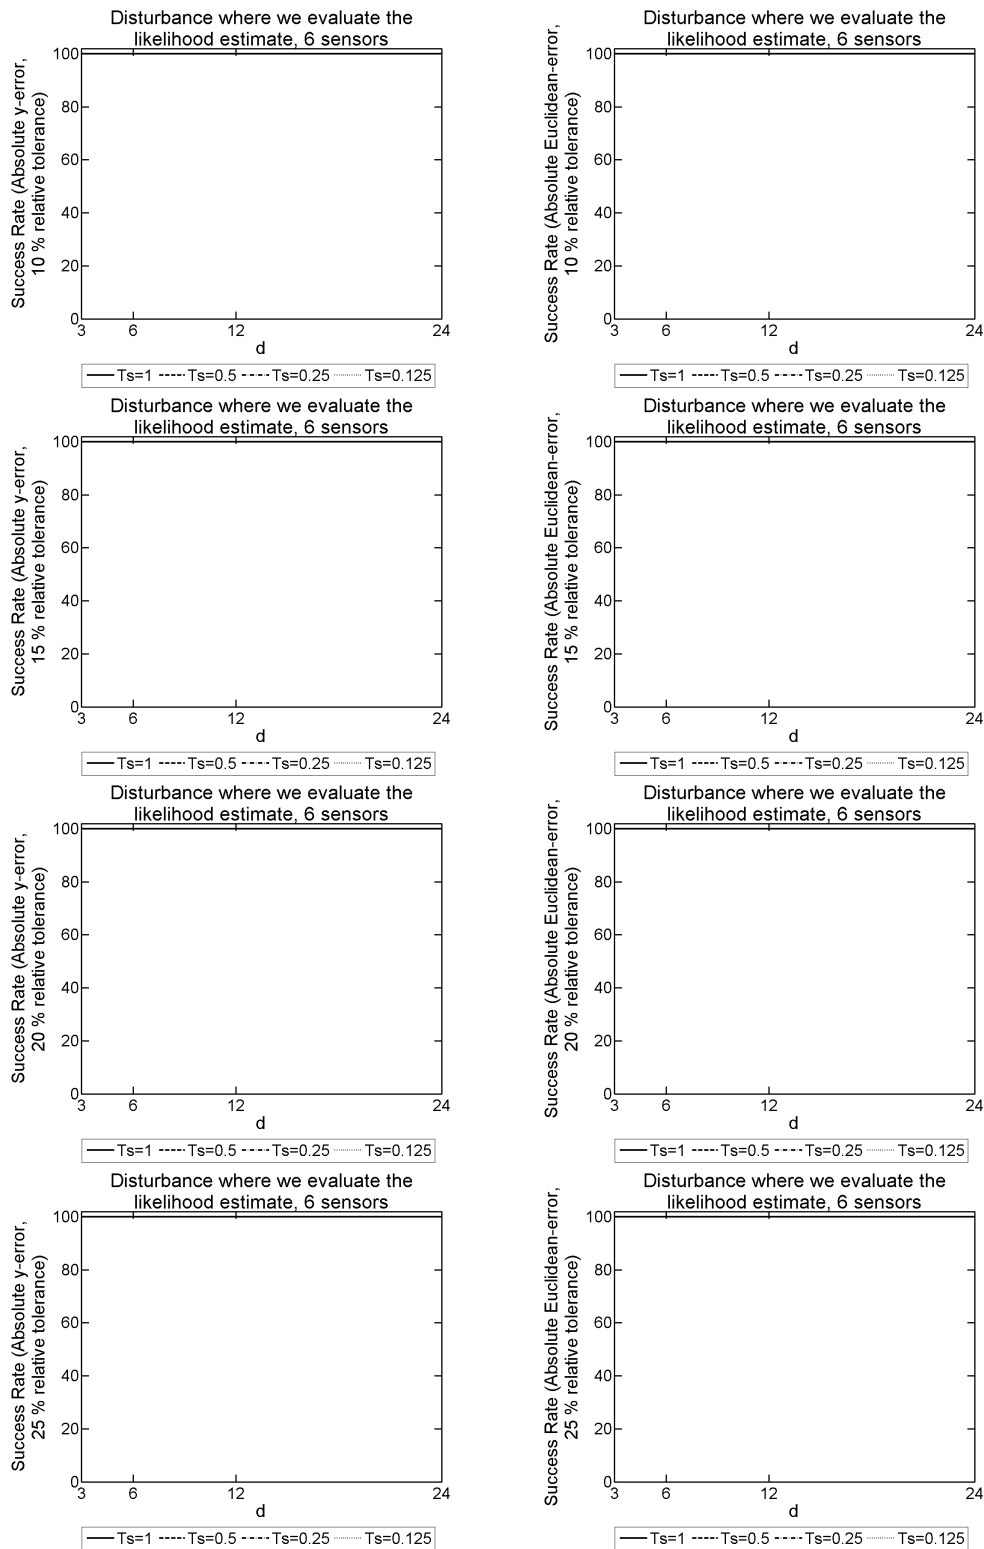 Disturbance where we evaluate the
likelihood estimate, 6 sensors
Success Rate (Absolute y-error,
10 % relative tolerance)
100
80
60
40
20
0
3 6 12 24
d
Ts=1 Ts=0.5 Ts=0.25 Ts=0.125
Disturbance where we evaluate the
likelihood estimate, 6 sensors
Success Rate (Absolute Euclidean-error,
10 % relative tolerance)
100
80
60
40
20
0
3 6 12 24
d
Ts=1 Ts=0.5 Ts=0.25 Ts=0.125
Disturbance where we evaluate the
likelihood estimate, 6 sensors
Success Rate (Absolute y-error,
15 % relative tolerance)
100
80
60
40
20
0
3 6 12 24
d
Ts=1 Ts=0.5 Ts=0.25 Ts=0.125
Disturbance where we evaluate the
likelihood estimate, 6 sensors
Success Rate (Absolute Euclidean-error,
15 % relative tolerance)
100
80
60
40
20
0
3 6 12 24
d
Ts=1 Ts=0.5 Ts=0.25 Ts=0.125
Disturbance where we evaluate the
likelihood estimate, 6 sensors
Success Rate (Absolute y-error,
20 % relative tolerance)
100
80
60
40
20
0
3 6 12 24
d
Ts=1 Ts=0.5 Ts=0.25 Ts=0.125
Disturbance where we evaluate the
likelihood estimate, 6 sensors
Success Rate (Absolute Euclidean-error,
20 % relative tolerance)
100
80
60
40
20
0
3 6 12 24
d
Ts=1 Ts=0.5 Ts=0.25 Ts=0.125
Disturbance where we evaluate the
likelihood estimate, 6 sensors
Success Rate (Absolute y-error,
25 % relative tolerance)
100
80
60
40
20
0
3 6 12 24
d
Ts=1 Ts=0.5 Ts=0.25 Ts=0.125
Disturbance where we evaluate the
likelihood estimate, 6 sensors
Success Rate (Absolute Euclidean-error,
25 % relative tolerance)
100
80
60
40
20
0
3 6 12 24
d
Ts=1 Ts=0.5 Ts=0.25 Ts=0.125